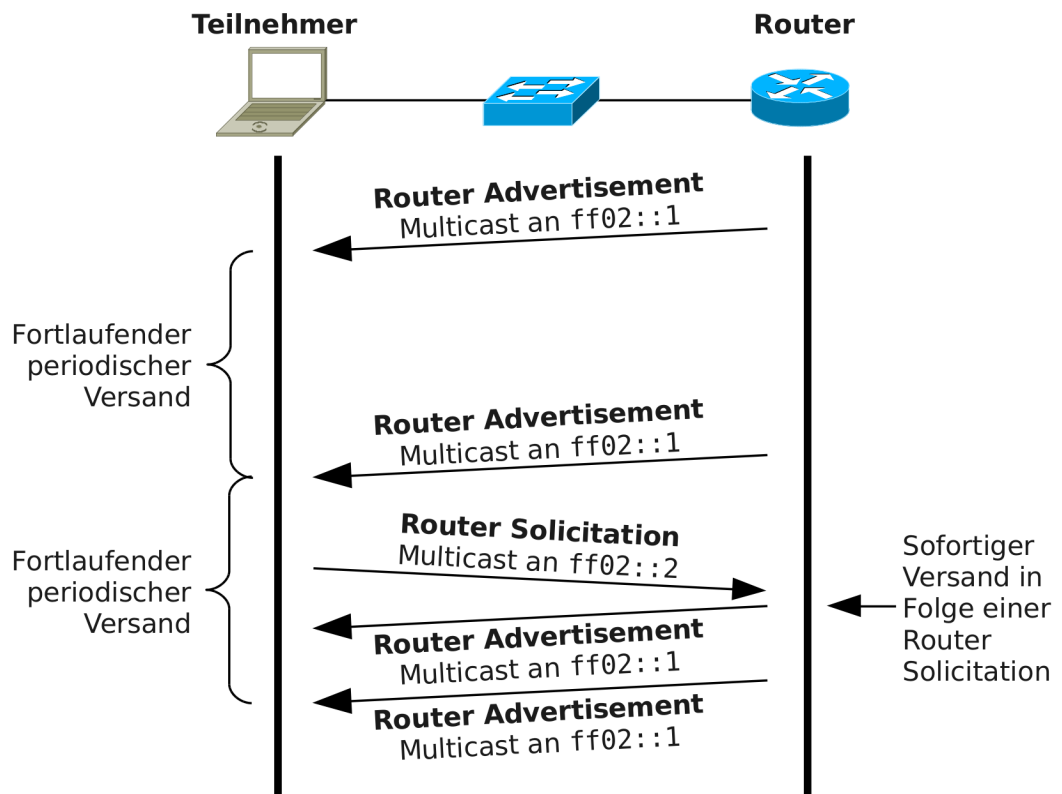 Teilnehmer
Router
Router Advertisement
Multicast an ff02::1
Fortlaufender
periodischer
Versand
Router Advertisement
Multicast an ff02::1
Router Solicitation
Multicast an ff02::2
Fortlaufender
periodischer
Versand
Sofortiger
Versand in
Folge einer
Router
Solicitation
Router Advertisement
Multicast an ff02::1
Router Advertisement
Multicast an ff02::1